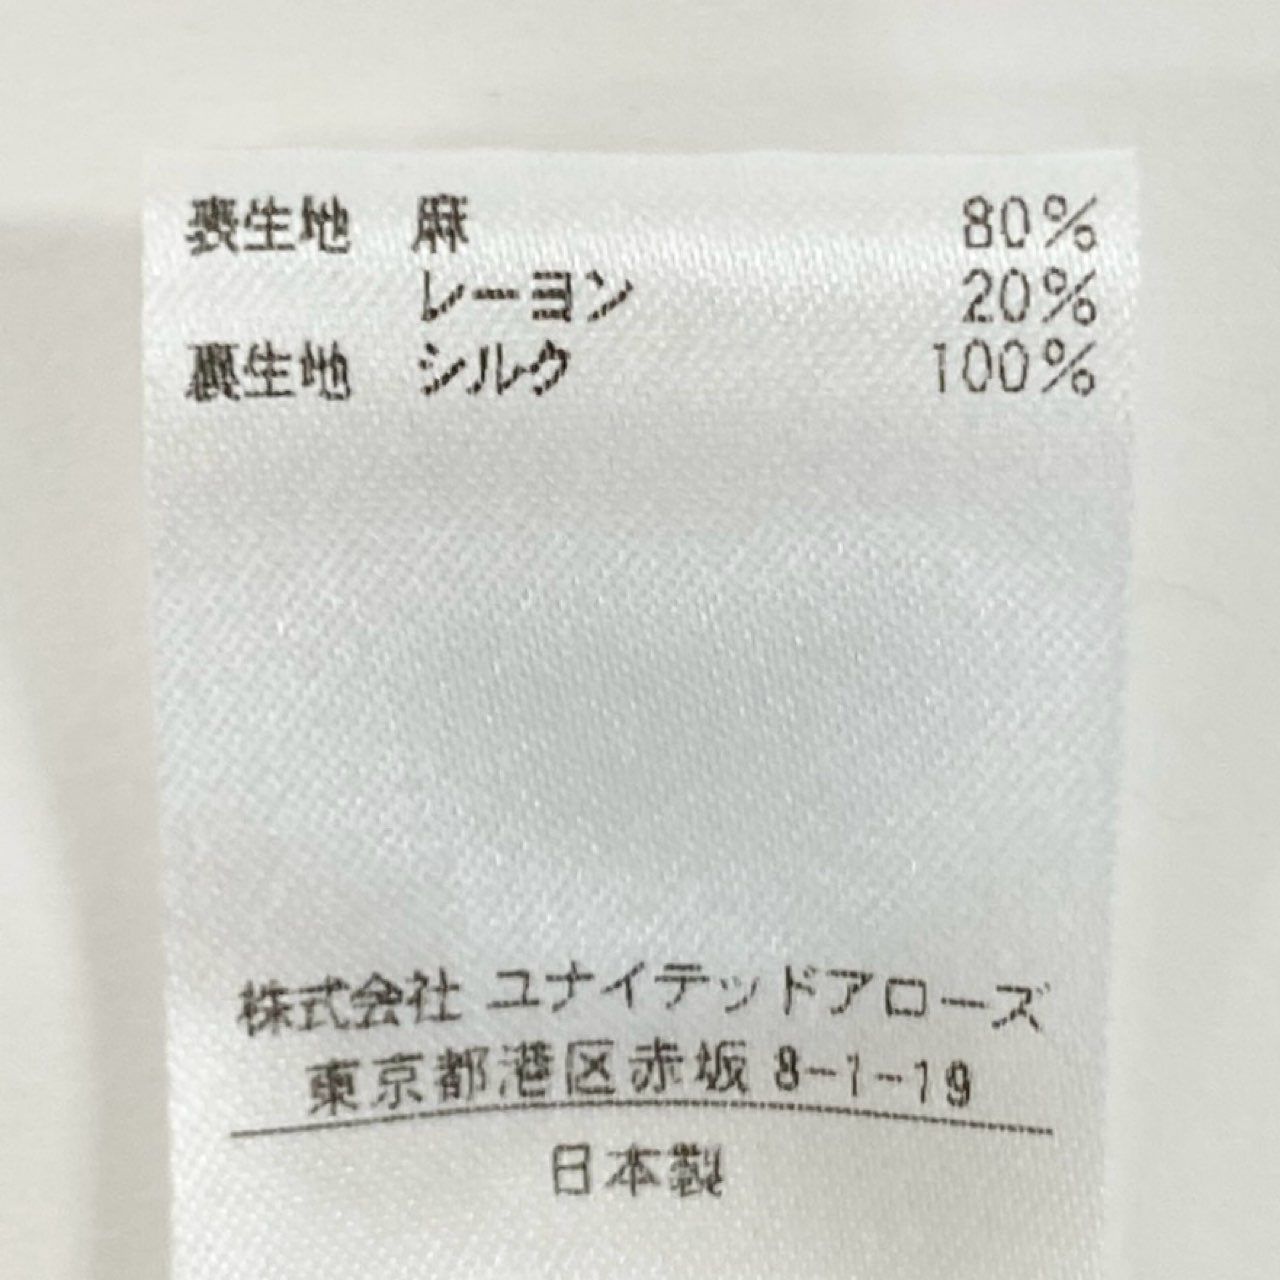 表生地 麻 80%
レーヨン 20%
裏生地 シルク 100%
株式会社 ユナイテッドアローズ
東京都港区赤坂 8-1-19
日本製